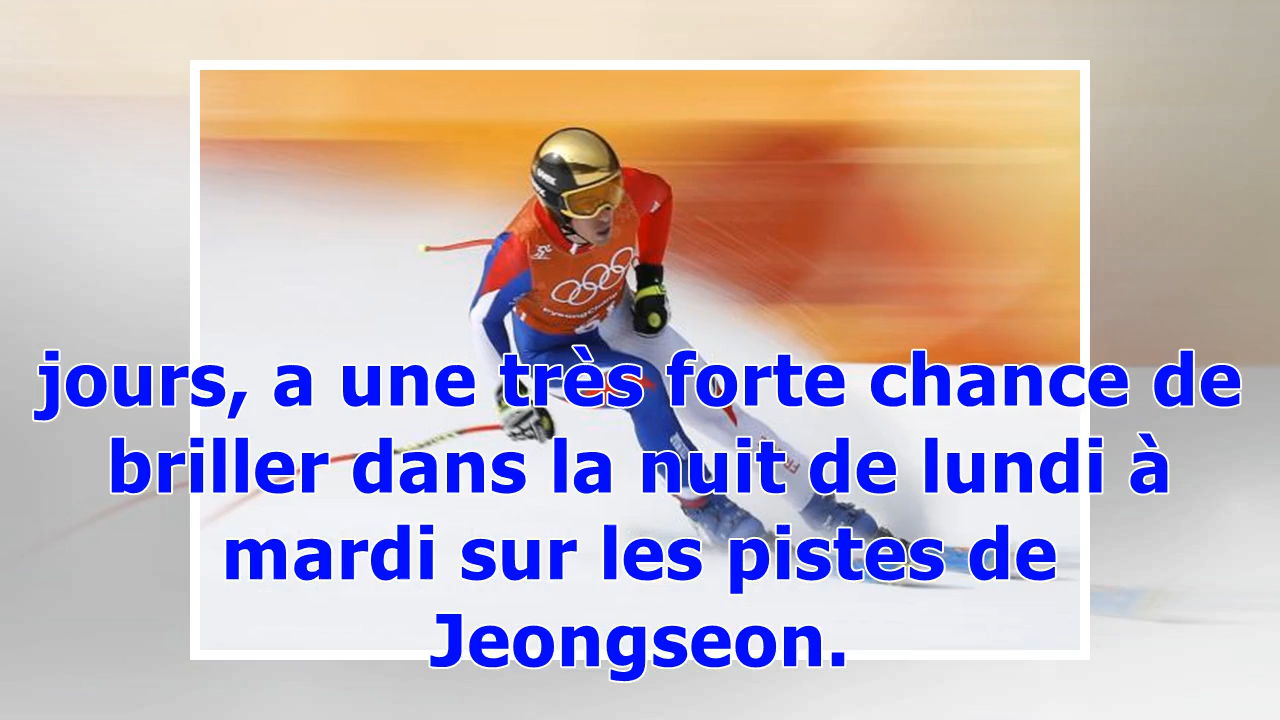 jours, a une très forte chance de
briller dans la nuit de lundi à
mardi sur les pistes de
Jeongseon.